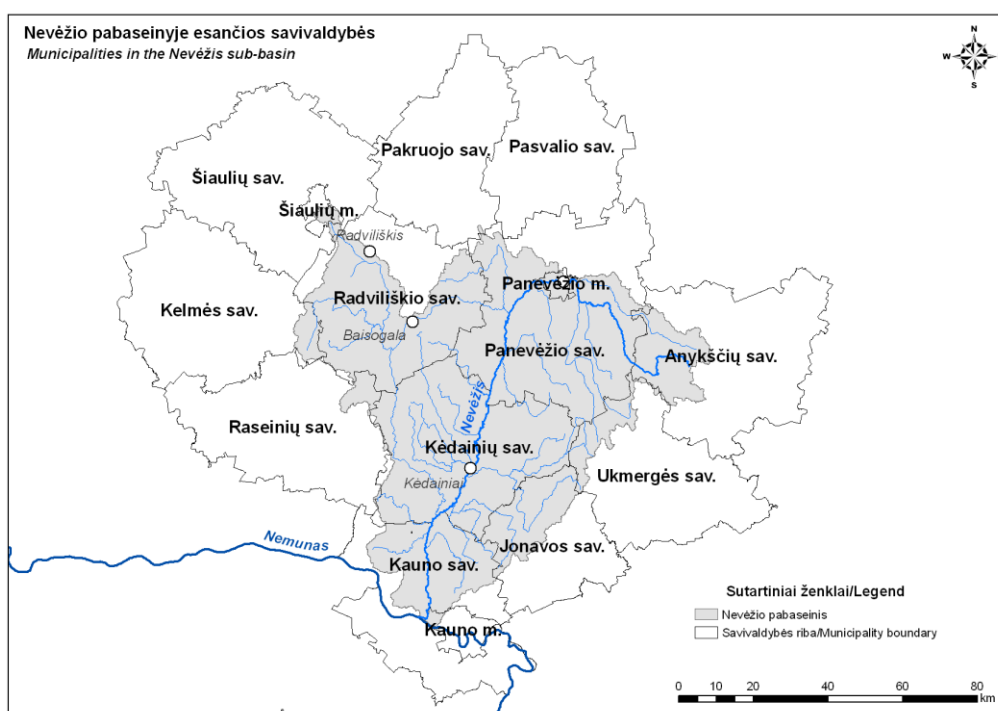 Nevėžio pabaseinyje esančios savivaldybės
Municipalities in the Nevėžis sub-basin
N
W
E
S
Pakruojo sav.
Pasvalio sav.
Šiaulių sav.
Šiaulių m.
Radviliškis
Panevėžio m.
Radviliškio sav.
Kelmės sav.
Baisogala
Panevėžio sav.
Anykščių sav.
Nevėžis
Raseinių sav.
Kėdainių sav.
Ukmergės sav.
Kėdainiai
Nemunas
Jonavos sav.
Kauno sav.
Kauno m.
Sutartiniai ženklai/Legend
Nevėžio pabaseinis
Savivaldybės riba/Municipality boundary
0 10 20 40 60 80
km